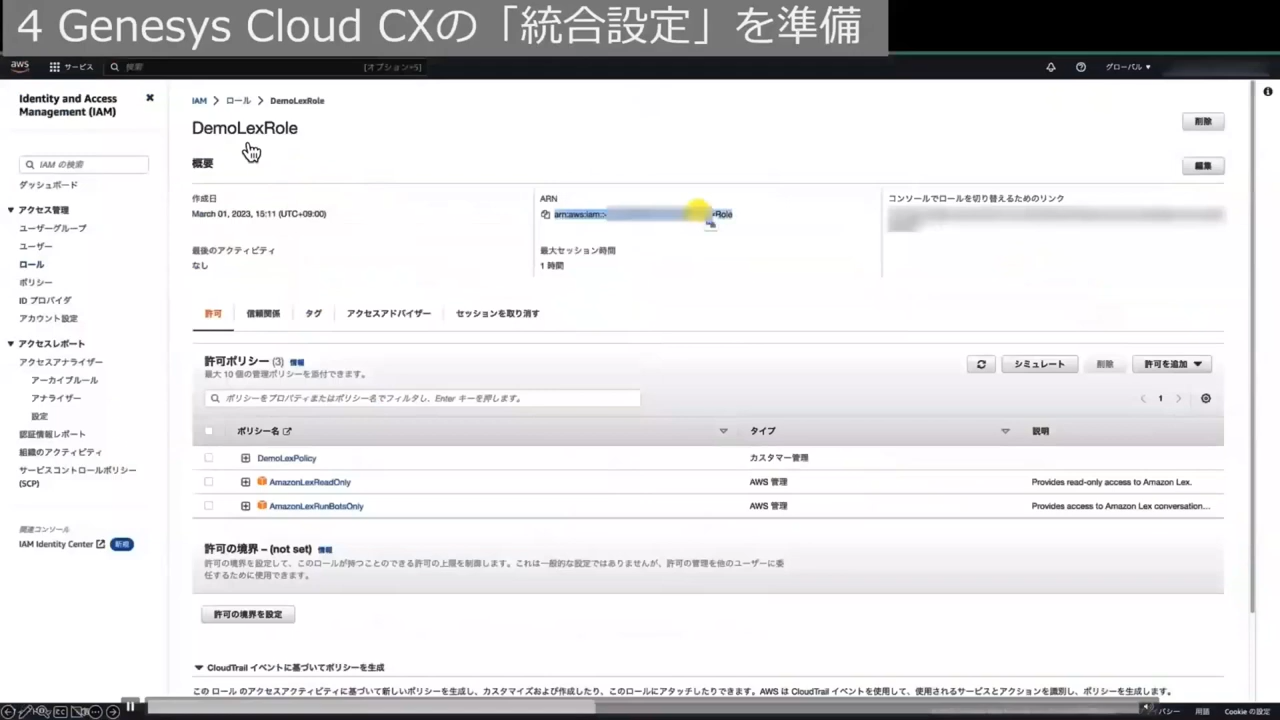 4 Genesys Cloud CXの「統合設定」を準備
aws
サービス
検索
[オプション+S]
グローバル
Identity and Access
Management (IAM)
IAM の検索
ダッシュボード
アクセス管理
ユーザーグループ
ユーザー
ロール
ポリシー
ID プロバイダ
アカウント設定
アクセスレポート
アクセスアナライザー
アーカイブルール
アナライザー
設定
認証情報レポート
組織のアクティビティ
サービスコントロールポリシー
(SCP)
関連コンソール
IAM Identity Center
新規
IAM > ロール > DemoLexRole
DemoLexRole
削除
概要
編集
作成日
March 01, 2023, 15:11 (UTC+09:00)
ARN
arn:aws:iam::
Role
コンソールでロールを切り替えるためのリンク
最後のアクティビティ
なし
最大セッション時間
1 時間
許可
信頼関係
タグ
アクセスアドバイザー
セッションを取り消す
許可ポリシー (3) 情報
最大 10 個の管理ポリシーを添付できます。
シミュレート
削除
許可を追加
ポリシーをプロパティまたはポリシー名でフィルタし、Enter キーを押します。
1
ポリシー名
タイプ
説明
DemoLexPolicy
カスタマー管理
AmazonLexReadOnly
AWS 管理
Provides read-only access to Amazon Lex.
AmazonLexRunBotsOnly
AWS 管理
Provides access to Amazon Lex conversation...
許可の境界 – (not set) 情報
許可の境界を設定して、このロールが持つことのできる許可の上限を制御します。これは一般的な設定ではありませんが、許可の管理を他のユーザーに委
任するために使用できます。
許可の境界を設定
CloudTrail イベントに基づいてポリシーを生成
この ロール のアクセスアクティビティに基づいて新しいポリシーを生成し、カスタマイズおよび作成したり、このロールにアタッチしたりできます。AWS は CloudTrail イベントを使用して、使用されるサービスとアクションを識別し、ポリシーを生成します。
用語
Cookie の設定